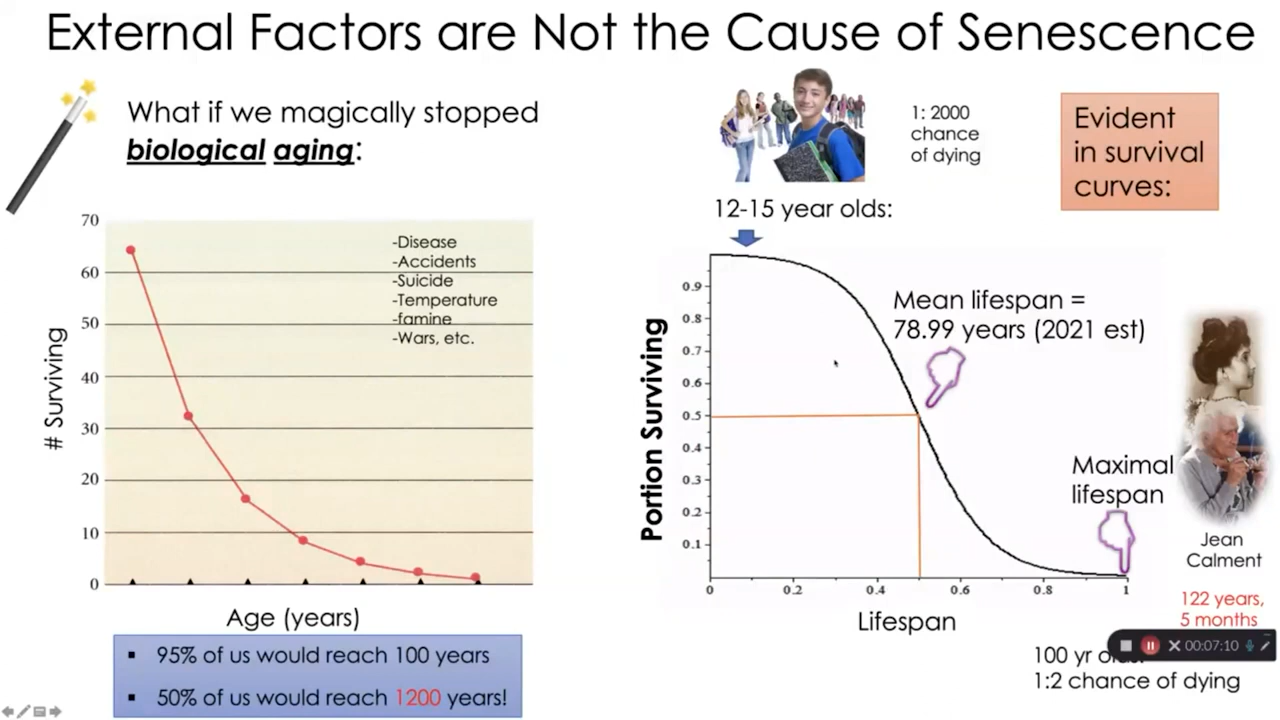 External Factors are Not the Cause of Senescence
What if we magically stopped
biological aging:
70
60
50
40
30
20
10
0
# Surviving
-Disease
-Accidents
-Suicide
-Temperature
-famine
-Wars, etc.
Age (years)
▪ 95% of us would reach 100 years
▪ 50% of us would reach 1200 years!
1: 2000
chance
of dying
12-15 year olds:
Evident
in survival
curves:
Portion Surviving
0.9
0.8
0.7
0.6
0.5
0.4
0.3
0.2
0.1
0 0.2 0.4 0.6 0.8 1
Lifespan
Mean lifespan =
78.99 years (2021 est)
Maximal
lifespan
Jean
Calment
122 years,
5 months
00:07:10
100 yr
1:2 chance of dying